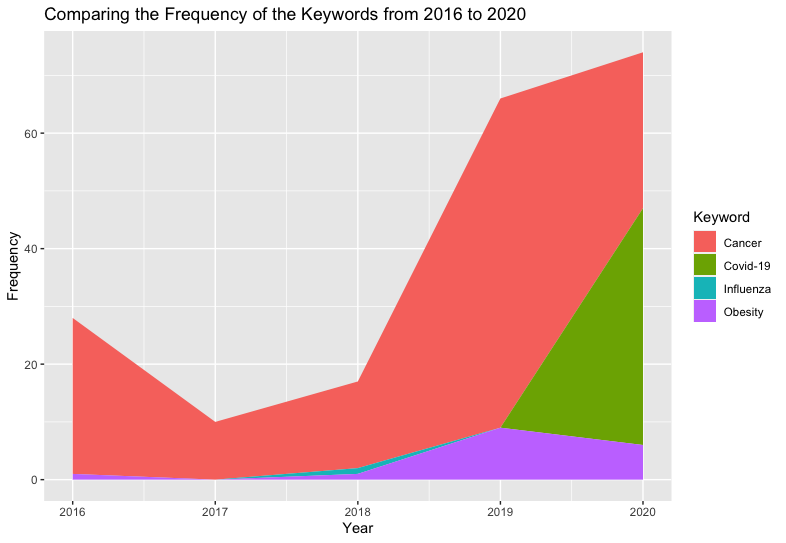 Comparing the Frequency of the Keywords from 2016 to 2020
Frequency
60
40
20
0
2016 2017 2018 2019 2020
Year
Keyword
Cancer
Covid-19
Influenza
Obesity